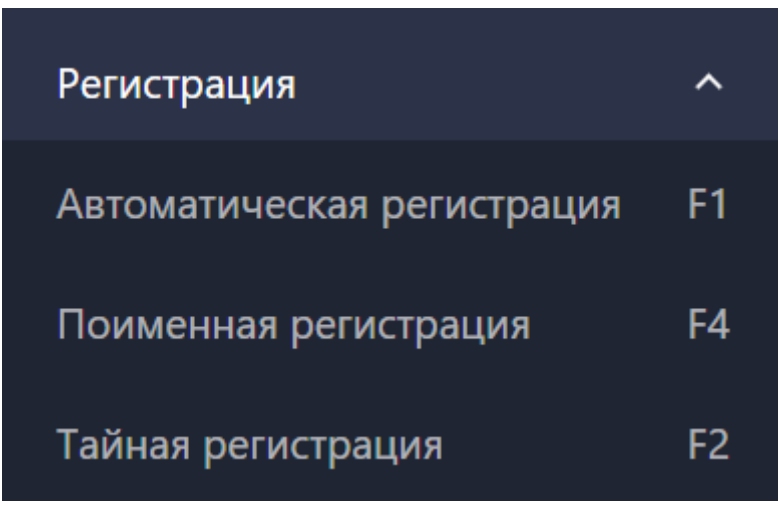 Регистрация
Автоматическая регистрация F1
Поименная регистрация F4
Тайная регистрация F2